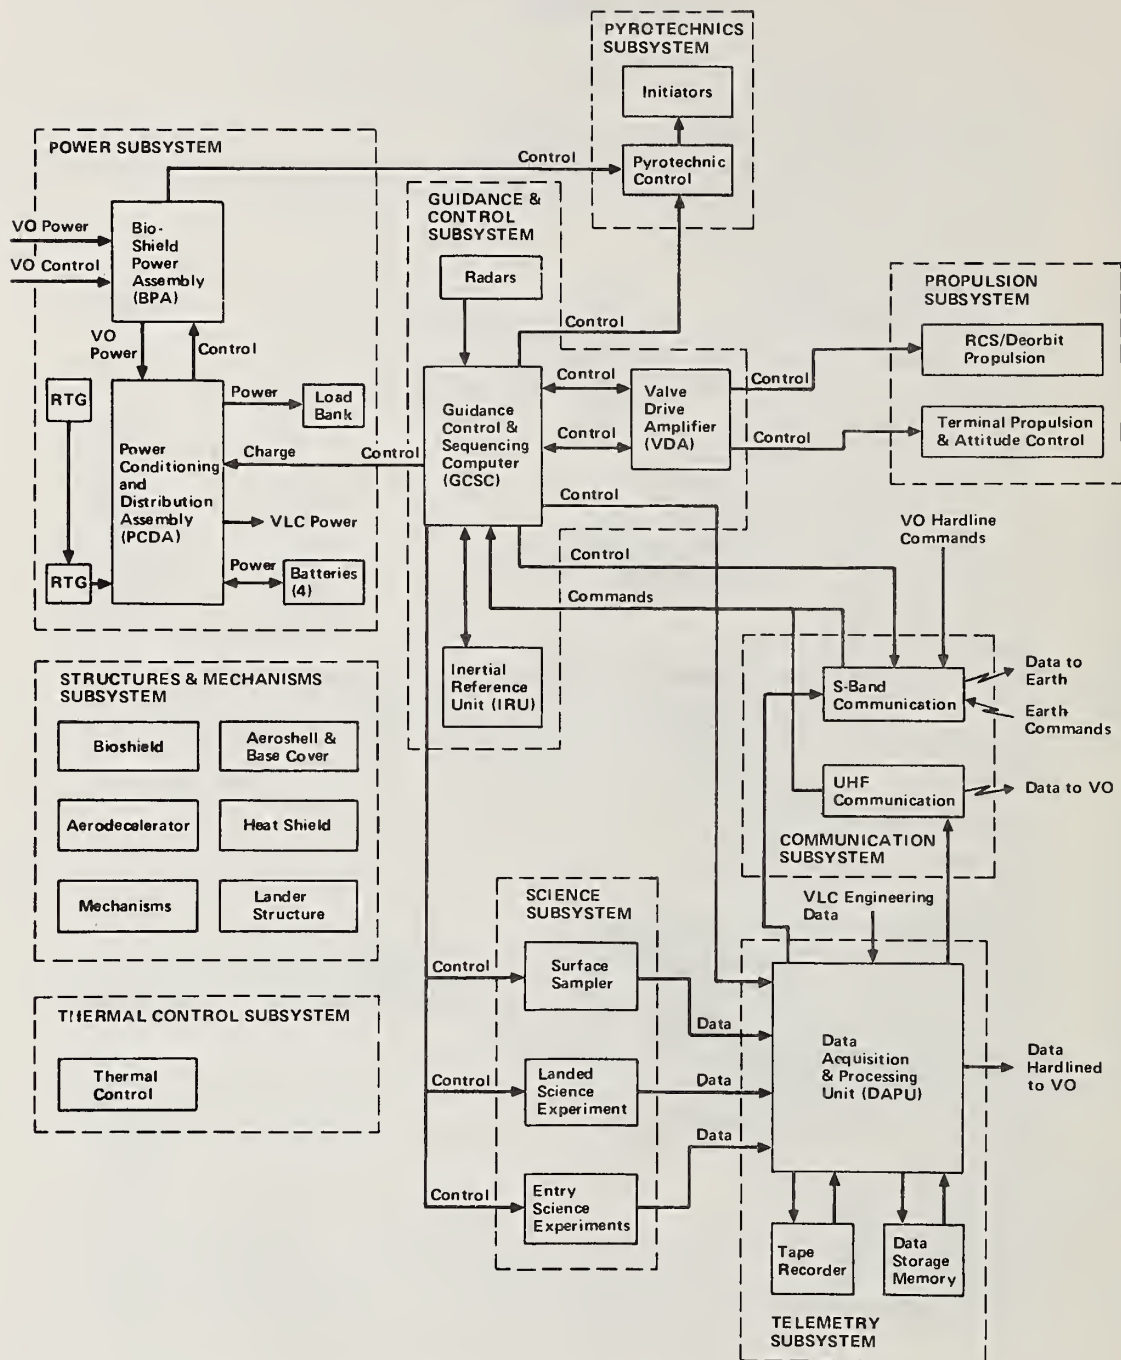 PYROTECHNICS
SUBSYSTEM
Initiators
Pyrotechnic
Control
Control
POWER SUBSYSTEM
VO Power
VO Control
Bio-
Shield
Power
Assembly
(BPA)
VO
Power
Control
RTG
RTG
Power
Conditioning
and
Distribution
Assembly
(PCDA)
Power
Load
Bank
Charge
Control
VLC Power
Power
Batteries
(4)
GUIDANCE &
CONTROL
SUBSYSTEM
Radars
Control
Guidance
Control &
Sequencing
Computer
(GCSC)
Control
Control
Valve
Drive
Amplifier
(VDA)
Control
Control
Control
Control
Commands
Inertial
Reference
Unit (IRU)
PROPULSION
SUBSYSTEM
RCS/Deorbit
Propulsion
Terminal Propulsion
& Attitude Control
VO Hardline
Commands
S-Band
Communication
Data to
Earth
Earth
Commands
UHF
Communication
Data to VO
COMMUNICATION
SUBSYSTEM
STRUCTURES & MECHANISMS
SUBSYSTEM
Bioshield
Aeroshell &
Base Cover
Aerodecelerator
Heat Shield
Mechanisms
Lander
Structure
THERMAL CONTROL SUBSYSTEM
Thermal
Control
SCIENCE
SUBSYSTEM
Control
Surface
Sampler
Data
Control
Landed
Science
Experiment
Data
Control
Entry
Science
Experiments
Data
VLC Engineering
Data
Data
Acquisition
& Processing
Unit (DAPU)
Data
Hardlined
to VO
Tape
Recorder
Data
Storage
Memory
TELEMETRY
SUBSYSTEM